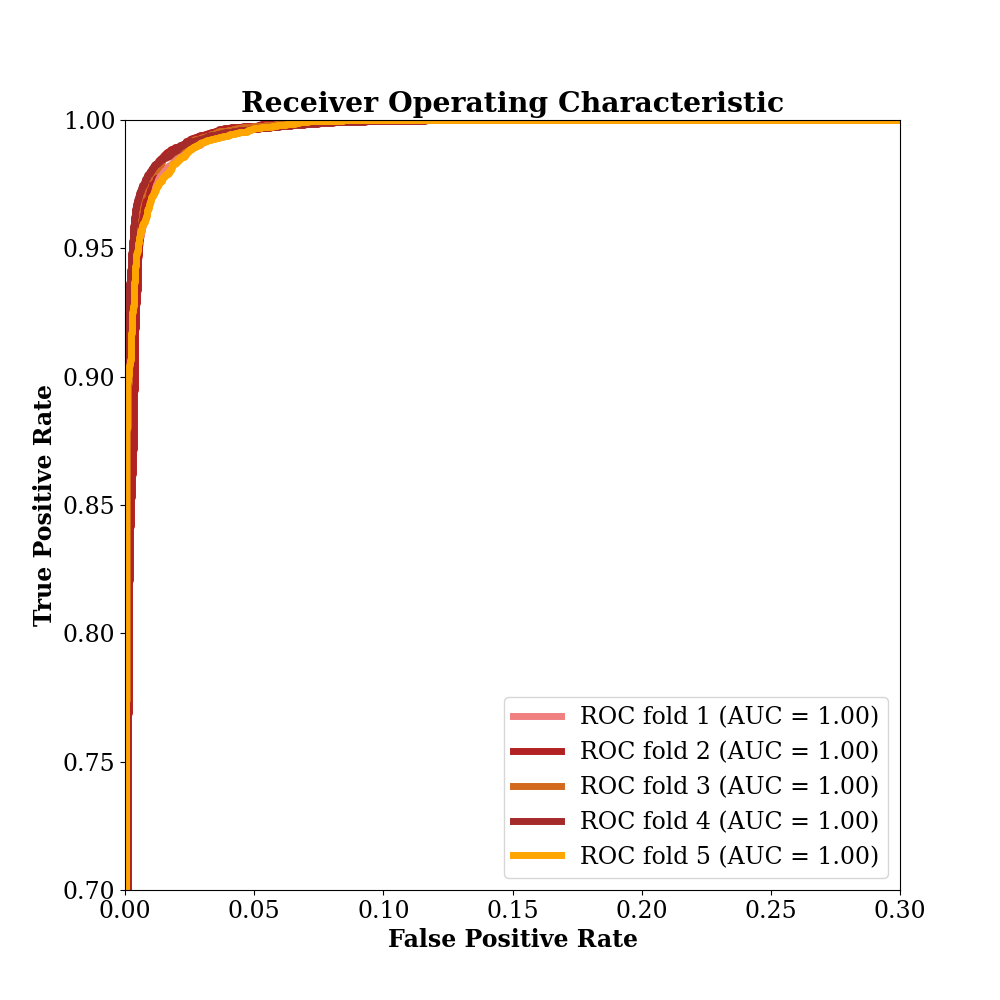 Receiver Operating Characteristic
1.00
0.95
0.90
0.85
0.80
0.75
0.70
True Positive Rate
ROC fold 1 (AUC = 1.00)
ROC fold 2 (AUC = 1.00)
ROC fold 3 (AUC = 1.00)
ROC fold 4 (AUC = 1.00)
ROC fold 5 (AUC = 1.00)
0.00 0.05 0.10 0.15 0.20 0.25 0.30
False Positive Rate